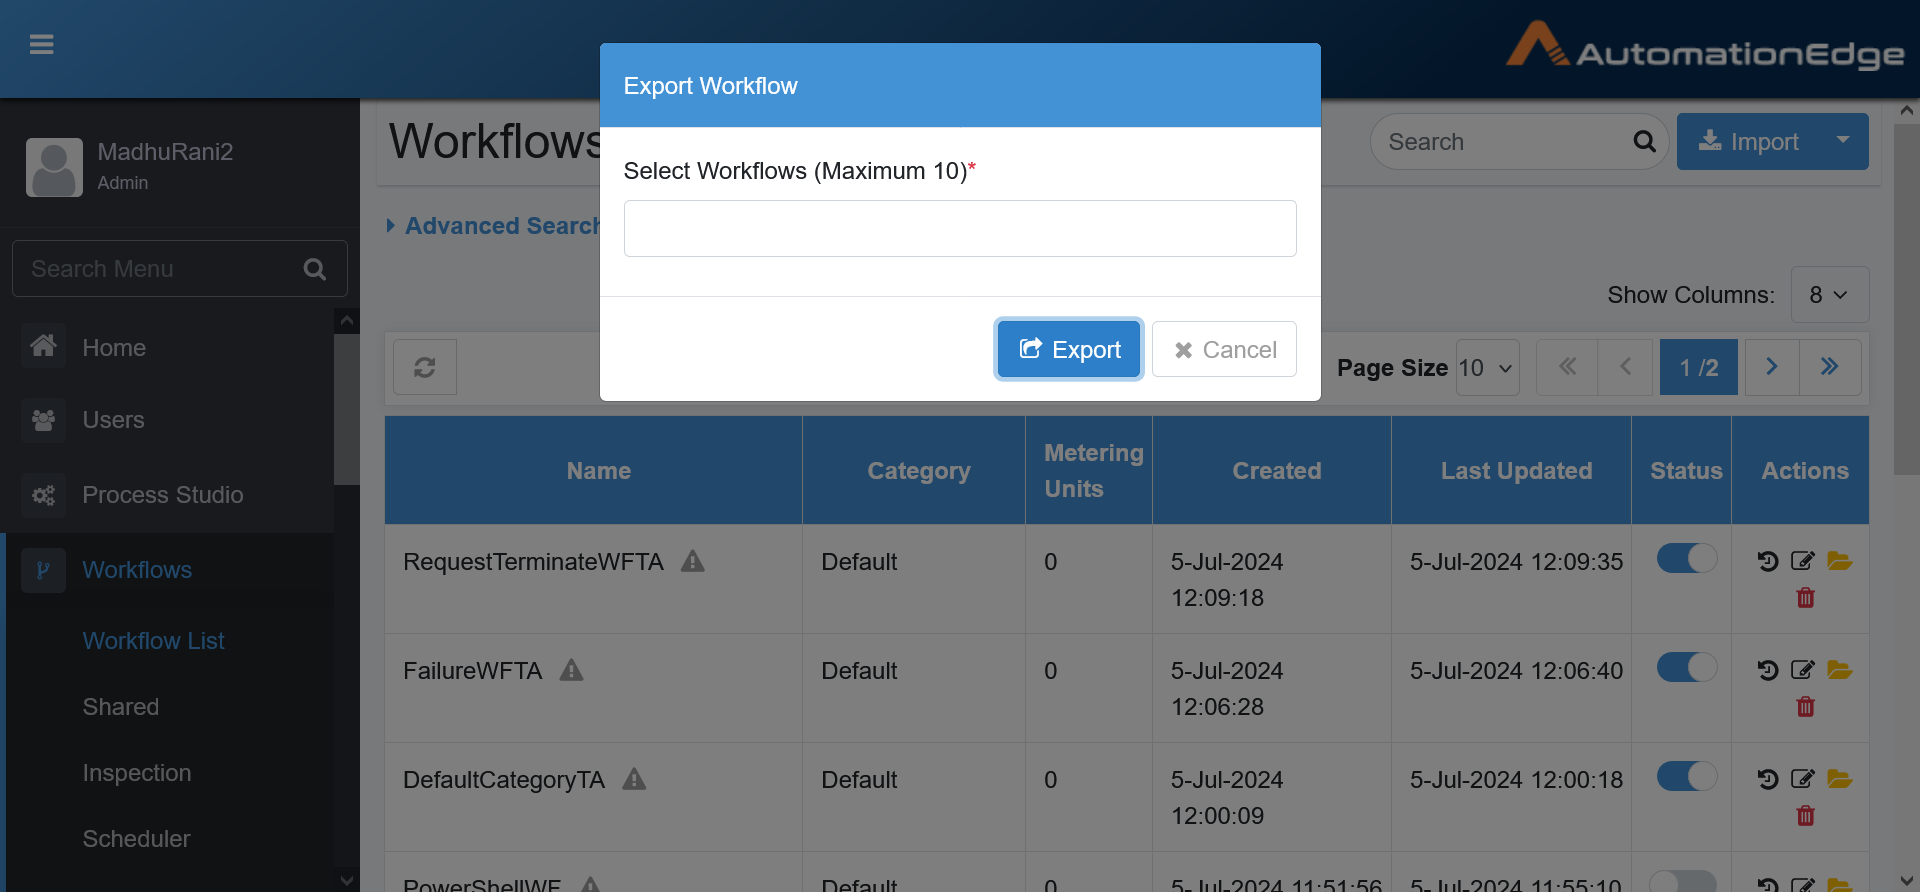 AutomationEdge
Export Workflow
Select Workflows (Maximum 10)*
Export
Cancel
MadhuRani2
Admin
Search Menu
Home
Users
Process Studio
Workflows
Workflow List
Shared
Inspection
Scheduler
Workflows
Search
Import
Advanced Search
Show Columns: 8
Page Size 10 1 /2
Name Category Metering Units Created Last Updated Status Actions
RequestTerminateWFTA Default 0 5-Jul-2024 12:09:18 5-Jul-2024 12:09:35
FailureWFTA Default 0 5-Jul-2024 12:06:28 5-Jul-2024 12:06:40
DefaultCategoryTA Default 0 5-Jul-2024 12:00:09 5-Jul-2024 12:00:18
PowerShellWF Default 0 5-Jul-2024 11:51:56 5-Jul-2024 11:55:10